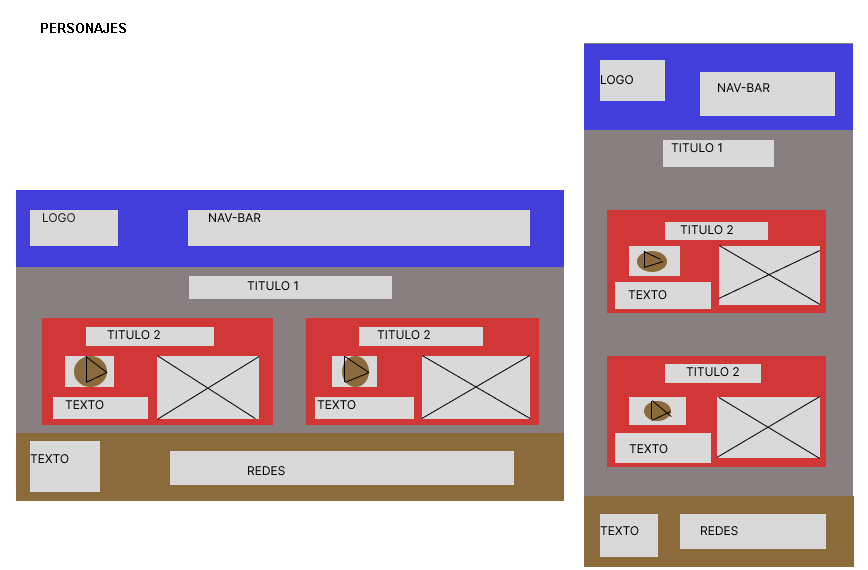 PERSONAJES
LOGO
NAV-BAR
TITULO 1
TITULO 2
TEXTO
TITULO 2
TEXTO
TEXTO
REDES
LOGO
NAV-BAR
TITULO 1
TITULO 2
TEXTO
TITULO 2
TEXTO
TEXTO
REDES